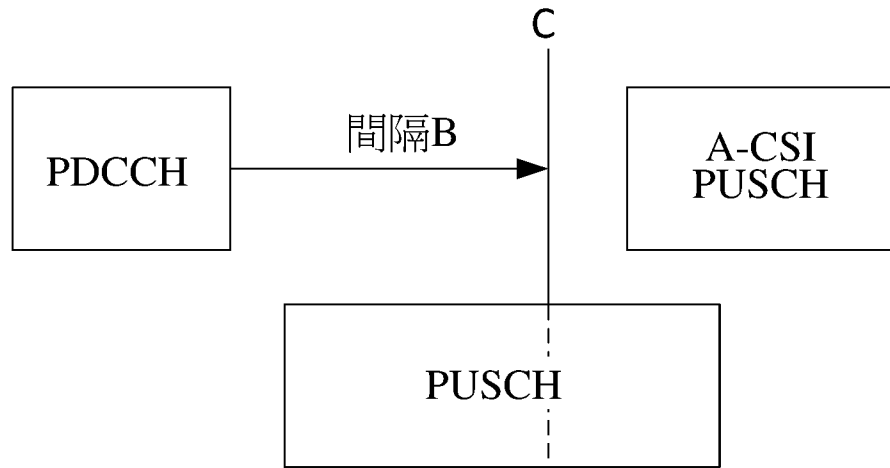 C
間隔B
PDCCH
A-CSI
PUSCH
PUSCH